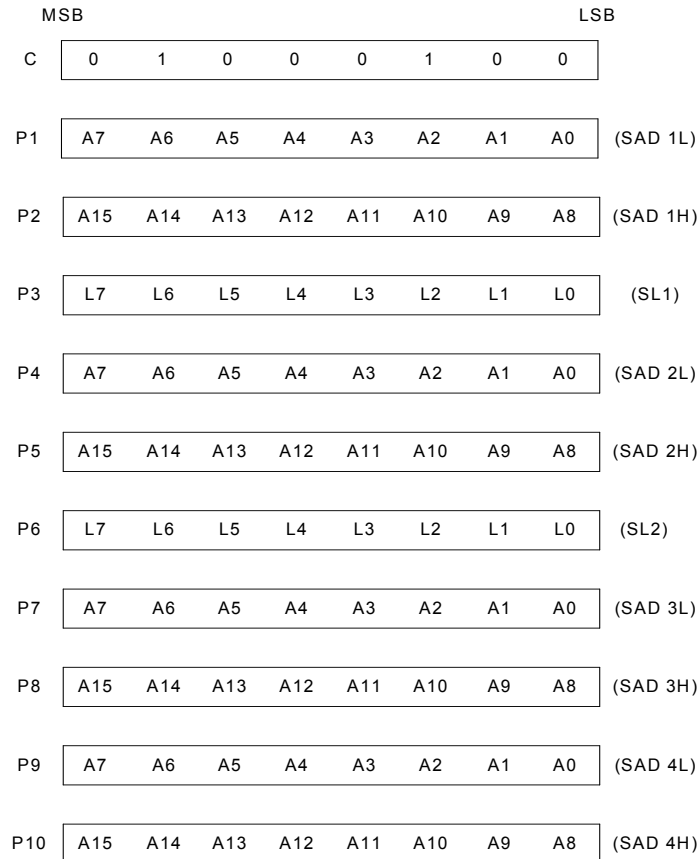 MSB LSB
C 0 1 0 0 0 1 0 0
P1 A7 A6 A5 A4 A3 A2 A1 A0 (SAD 1L)
P2 A15 A14 A13 A12 A11 A10 A9 A8 (SAD 1H)
P3 L7 L6 L5 L4 L3 L2 L1 L0 (SL1)
P4 A7 A6 A5 A4 A3 A2 A1 A0 (SAD 2L)
P5 A15 A14 A13 A12 A11 A10 A9 A8 (SAD 2H)
P6 L7 L6 L5 L4 L3 L2 L1 L0 (SL2)
P7 A7 A6 A5 A4 A3 A2 A1 A0 (SAD 3L)
P8 A15 A14 A13 A12 A11 A10 A9 A8 (SAD 3H)
P9 A7 A6 A5 A4 A3 A2 A1 A0 (SAD 4L)
P10 A15 A14 A13 A12 A11 A10 A9 A8 (SAD 4H)